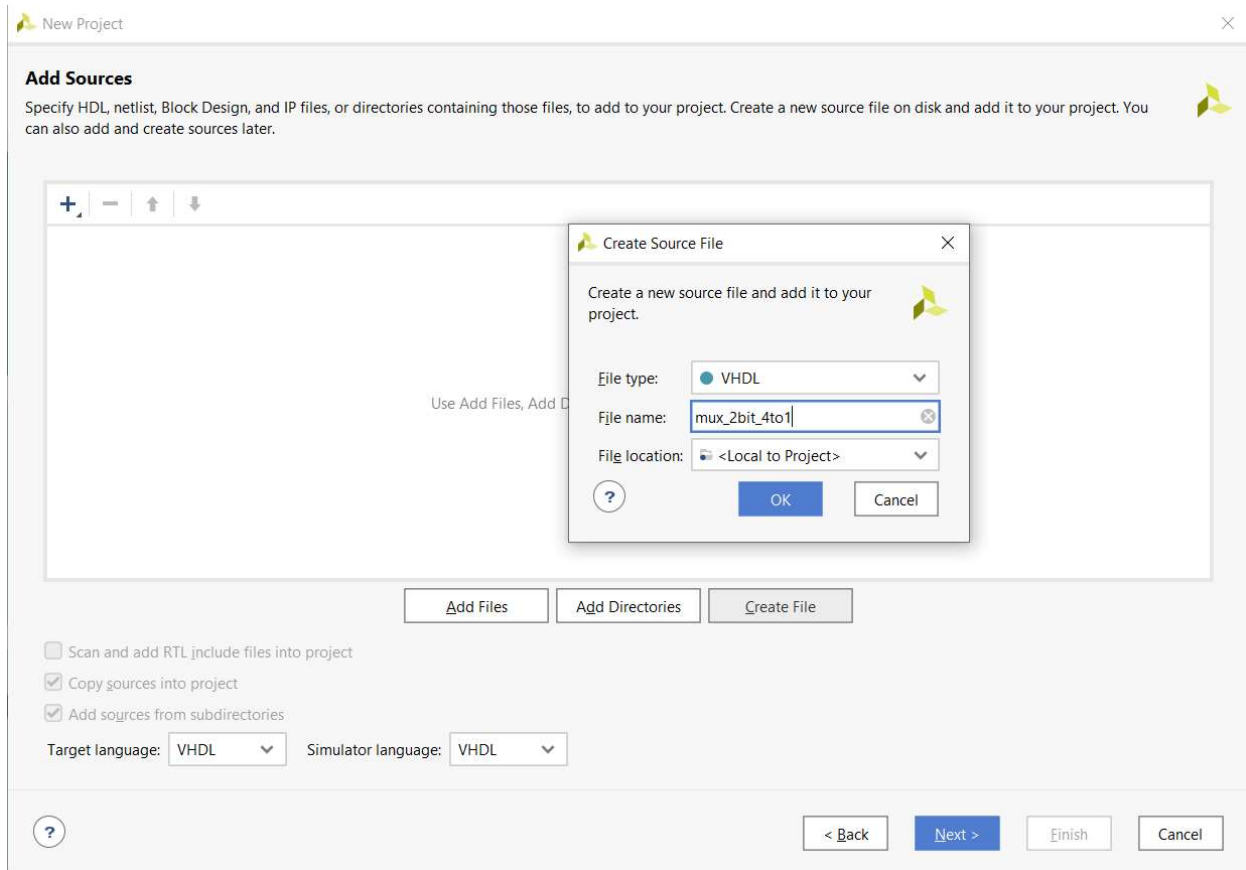 New Project
Add Sources
Specify HDL, netlist, Block Design, and IP files, or directories containing those files, to add to your project. Create a new source file on disk and add it to your project. You
can also add and create sources later.
Create Source File
Create a new source file and add it to your
project.
File type: VHDL
Use Add Files, Add D
File name: mux_2bit_4to1
File location: <Local to Project>
? OK Cancel
Add Files Add Directories Create File
Scan and add RTL include files into project
Copy sources into project
Add sources from subdirectories
Target language: VHDL Simulator language: VHDL
? < Back Next > Finish Cancel